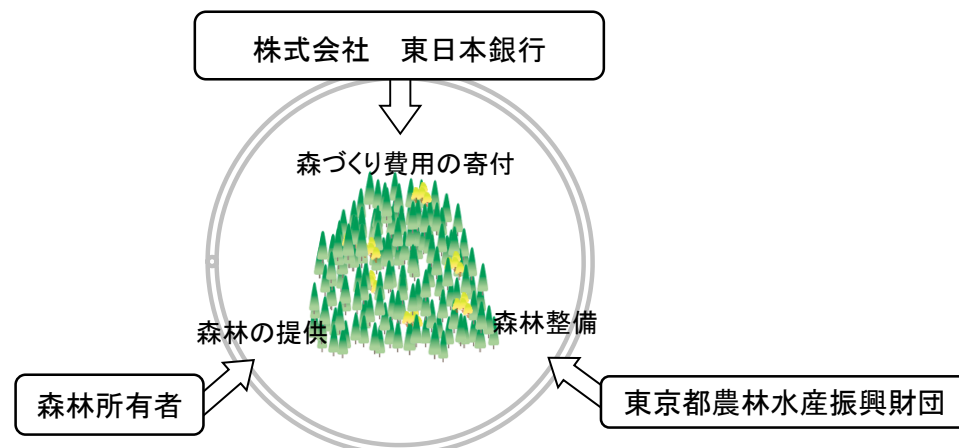 株式会社　東日本銀行
森づくり費用の寄付
森林の提供
森林整備
森林所有者
東京都農林水産振興財団